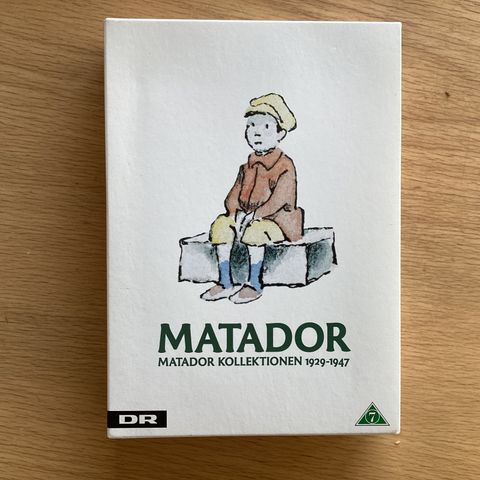 MATADOR
MATADOR KOLLEKTIONEN 1929-1947
DR
7